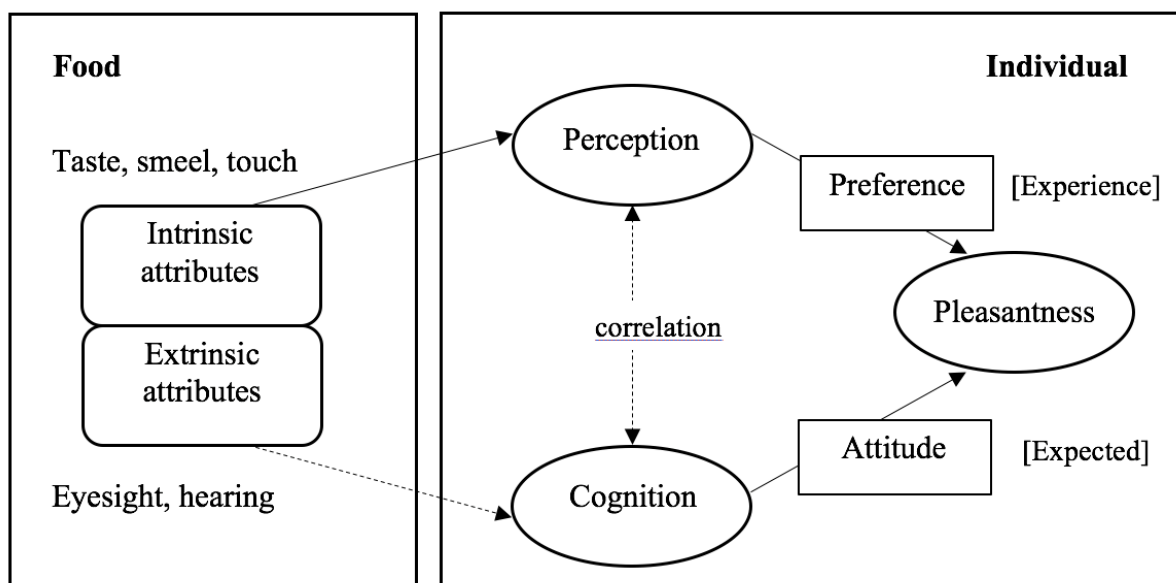 Food
Individual
Taste, smeel, touch
Intrinsic
attributes
Extrinsic
attributes
Eyesight, hearing
Perception
Preference
[Experience]
Pleasantness
correlation
Attitude
[Expected]
Cognition